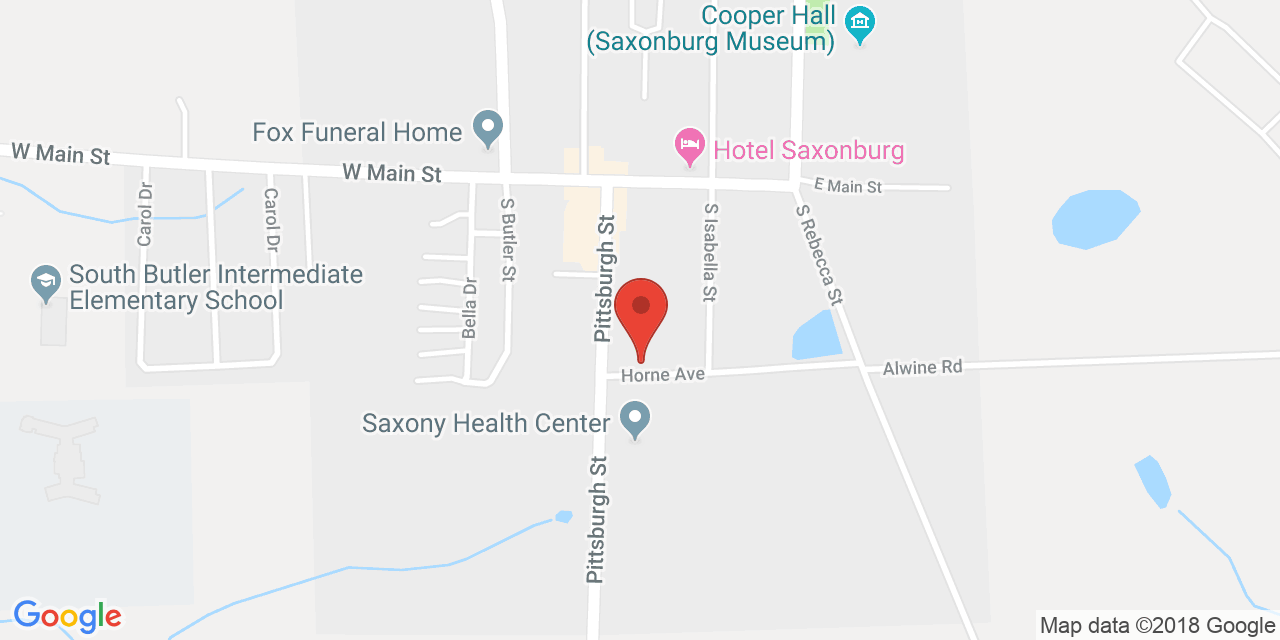 Cooper Hall
(Saxonburg Museum)
Fox Funeral Home
Hotel Saxonburg
W Main St
W Main St
E Main St
Carol Dr
Carol Dr
S Butler St
Pittsburgh St
S Isabella St
S Rebecca St
South Butler Intermediate
Elementary School
Bella Dr
Horne Ave
Alwine Rd
Saxony Health Center
Pittsburgh St
Google
Map data ©2018 Google